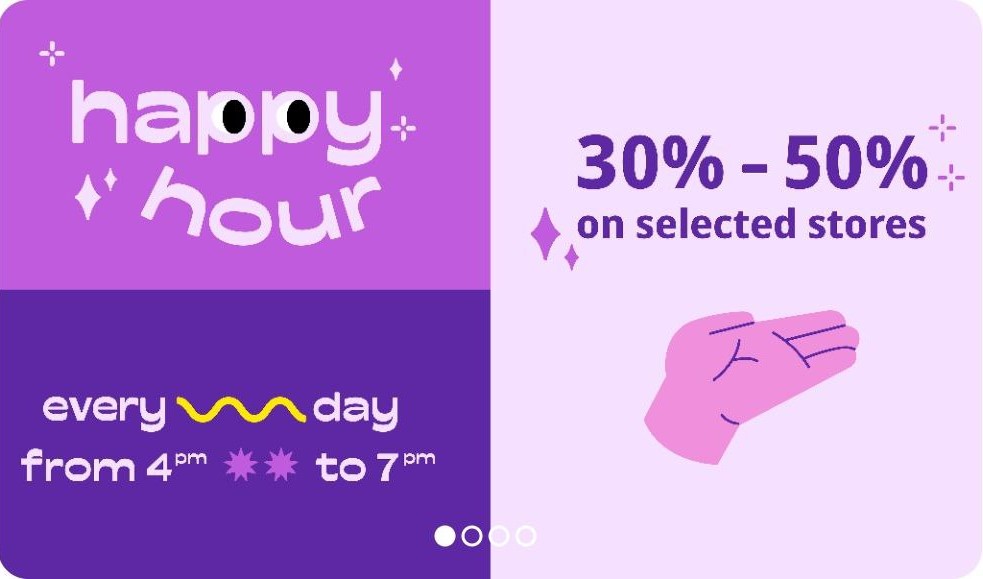 happy
hour
every day
from 4pm to 7pm
30% – 50%
on selected stores